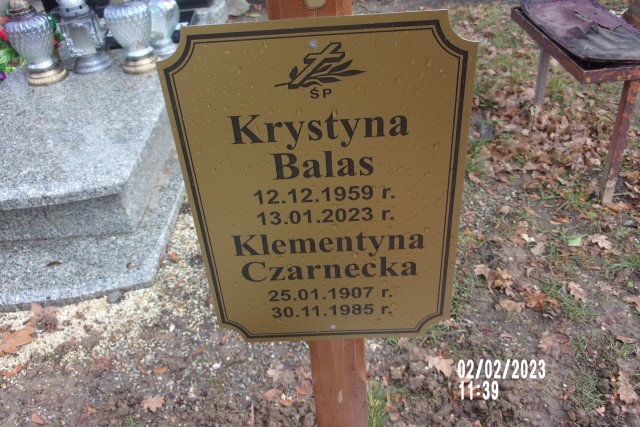 ŚP
Krystyna
Balas
12.12.1959 r.
13.01.2023 r.
Klementyna
Czarnecka
25.01.1907 r.
30.11.1985 r.
02/02/2023
11:39